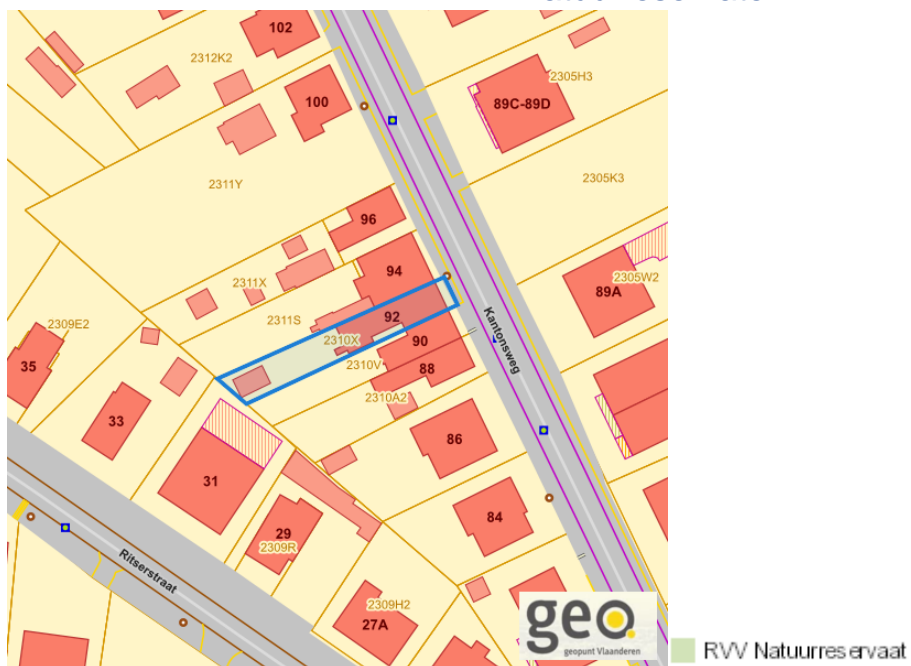 102
2312K2
2305H3
100
89C-89D
2311Y
2305K3
96
94
2311X
2305W2
89A
2309E2
2311S
92
Kantonsweg
2310X
90
35
2310V
88
2310A2
33
86
31
84
29
2309R
Ritserstraat
2309H2
27A
geo
geopunt Vlaanderen
RVV Natuurreservaat